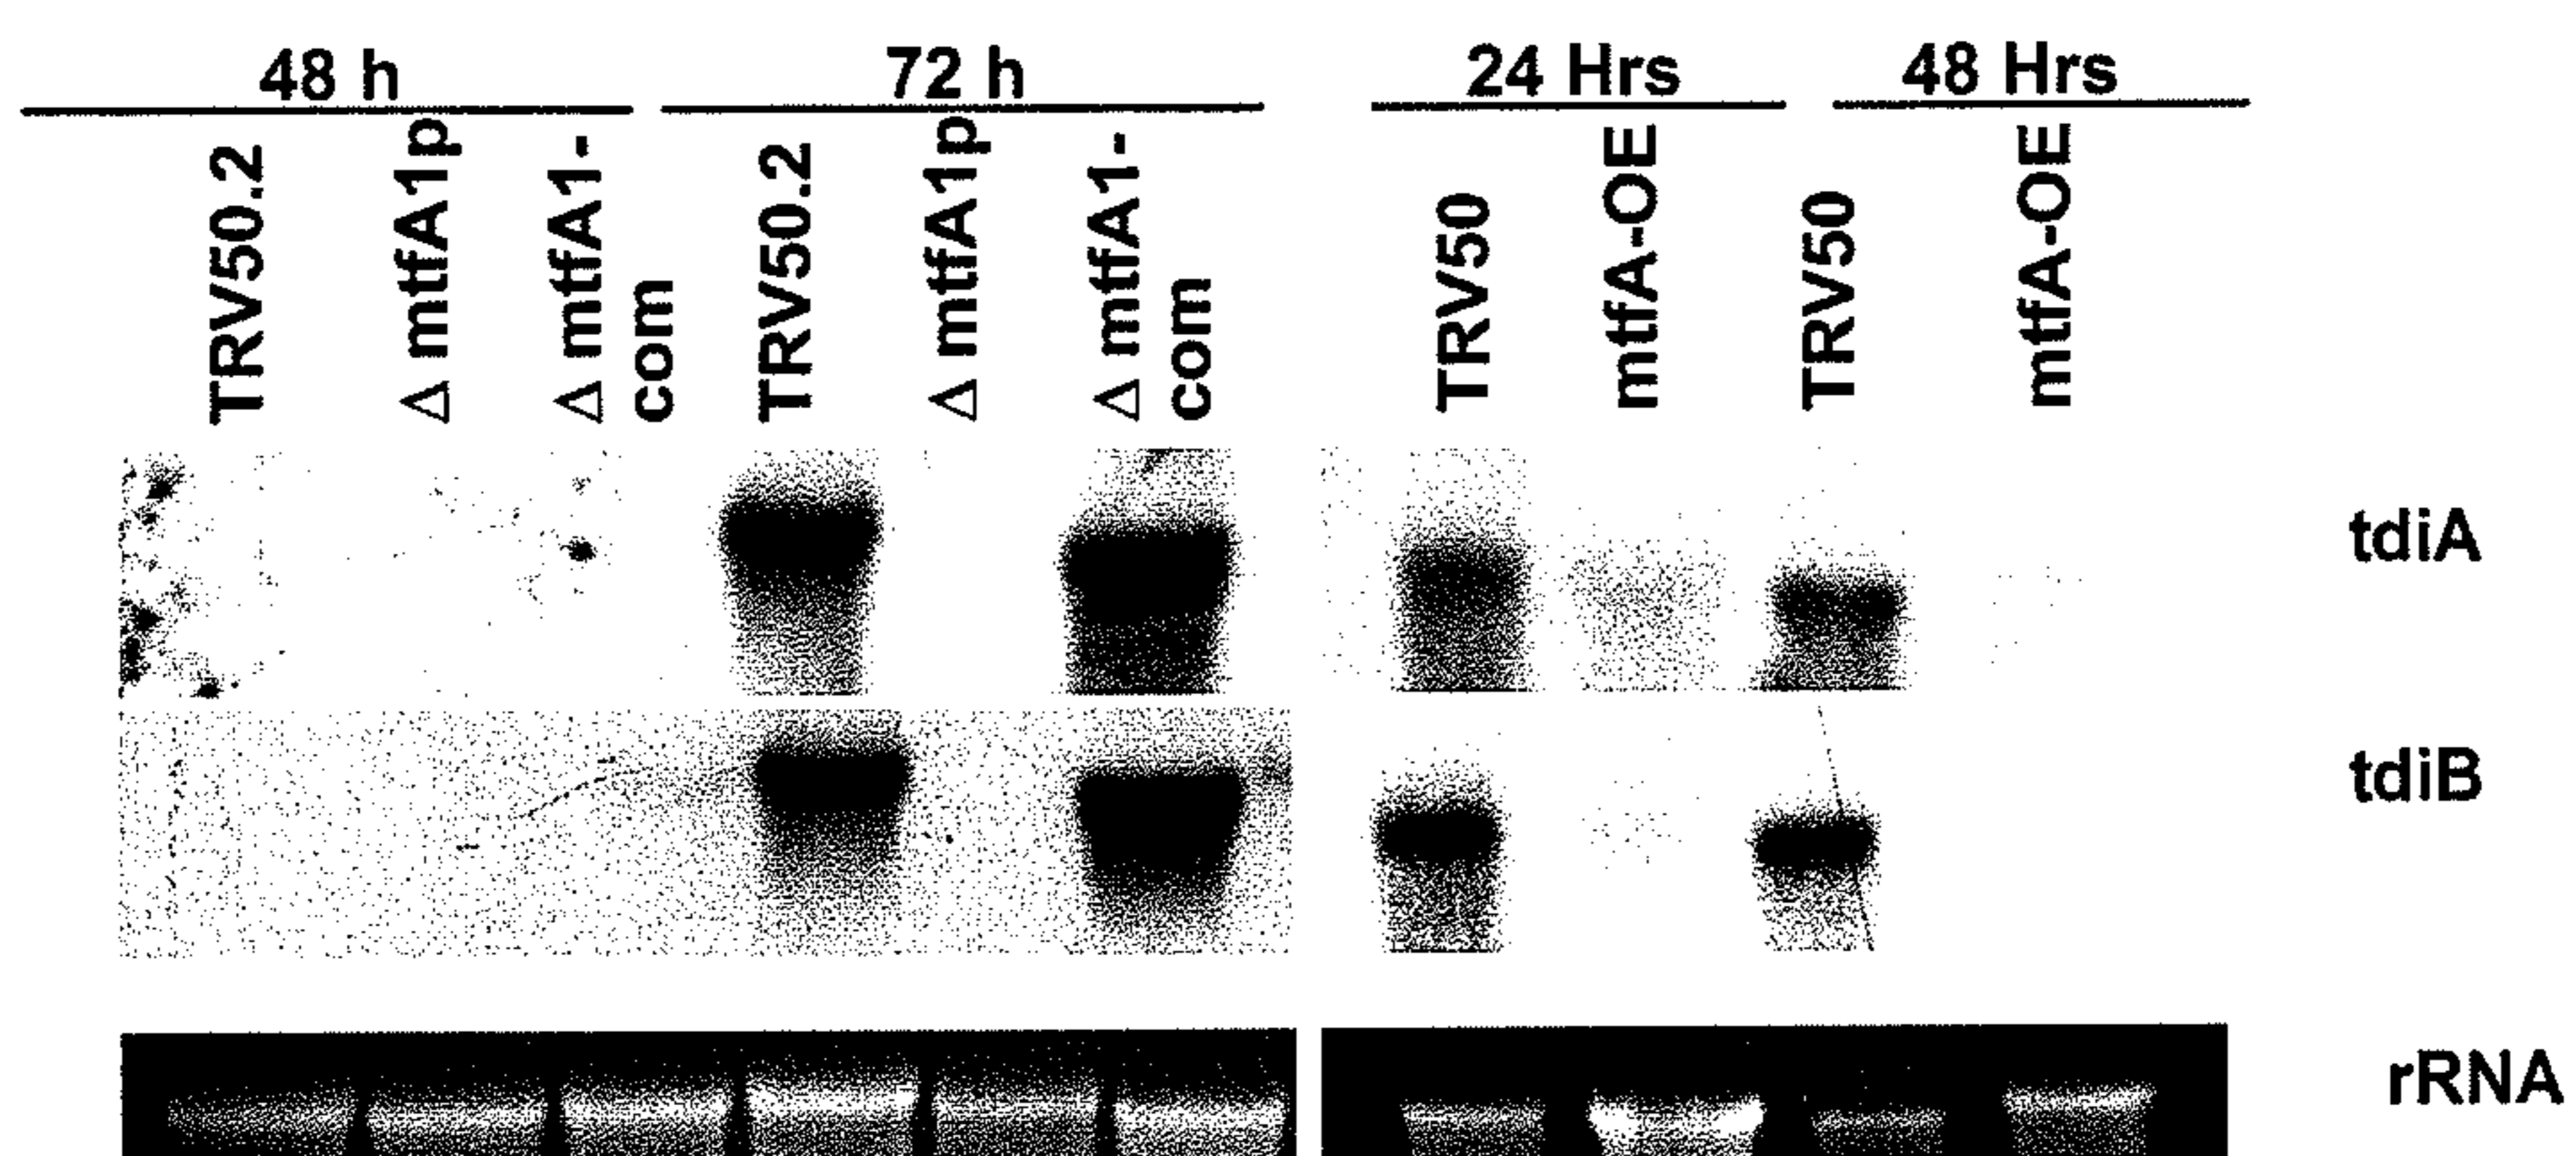 48 h
72 h
24 Hrs
48 Hrs
TRV50.2
Δ mtfA1p
Δ mtfA1-
com
TRV50.2
Δ mtfA1p
Δ mtfA1-
com
TRV50
mtfA-OE
TRV50
mtfA-OE
tdiA
tdiB
rRNA